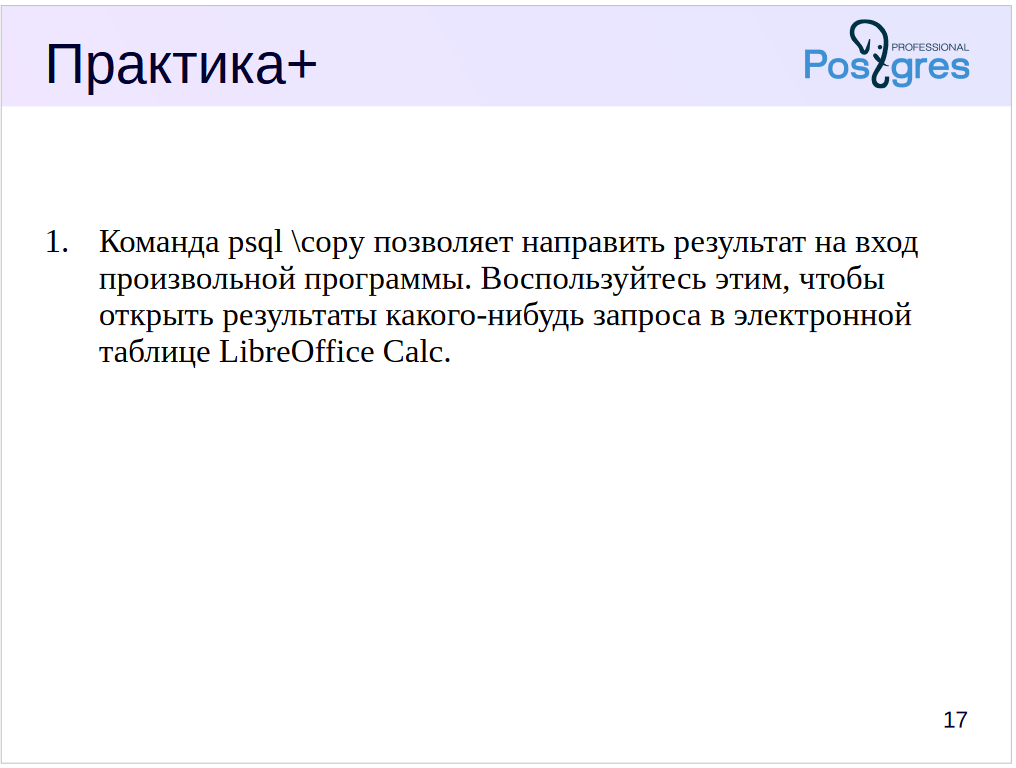 Практика+
PROFESSIONAL
Postgres
1. Команда psql \copy позволяет направить результат на вход
произвольной программы. Воспользуйтесь этим, чтобы
открыть результаты какого-нибудь запроса в электронной
таблице LibreOffice Calc.
17